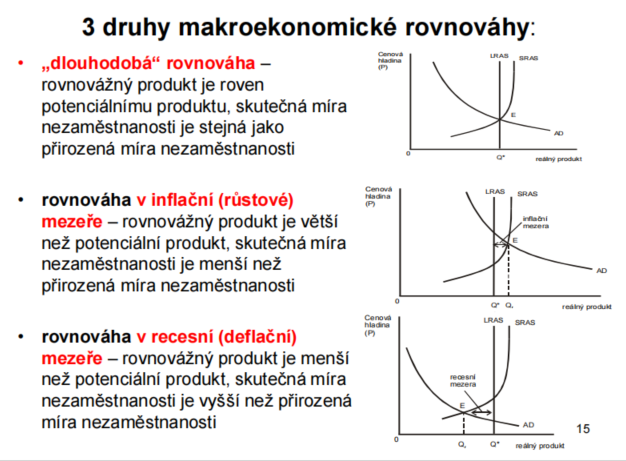 3 druhy makroekonomické rovnováhy:
• „dlouhodobá“ rovnováha –
rovnovážný produkt je roven
potenciálnímu produktu, skutečná míra
nezaměstnanosti je stejná jako
přirozená míra nezaměstnanosti
Cenová
hladina
(P)
LRAS
SRAS
E
AD
0
Q*
reálný produkt
• rovnováha v inflační (růstové)
mezeře – rovnovážný produkt je větší
než potenciální produkt, skutečná míra
nezaměstnanosti je menší než
přirozená míra nezaměstnanosti
Cenová
hladina
(P)
LRAS
SRAS
inflační
mezera
E
AD
0
Q*
Q,
reálný produkt
• rovnováha v recesní (deflační)
mezeře – rovnovážný produkt je menší
než potenciální produkt, skutečná míra
nezaměstnanosti je vyšší než přirozená
míra nezaměstnanosti
Cenová
hladina
(P)
LRAS
SRAS
recesní
mezera
E
AD
0
Q,
Q*
reálný produkt
15